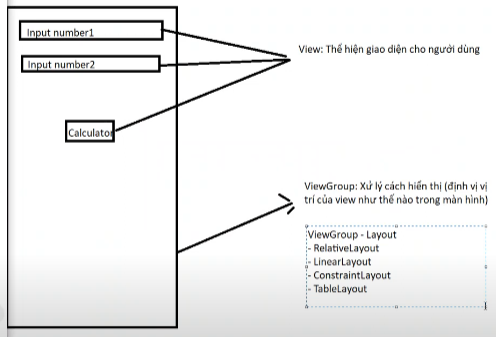 Input number1
Input number2
Calculator
View: Thể hiện giao diện cho người dùng
ViewGroup: Xử lý cách hiển thị (định vị vị
trí của view như thế nào trong màn hình)
ViewGroup - Layout
- RelativeLayout
- LinearLayout
- ConstraintLayout
- TableLayout